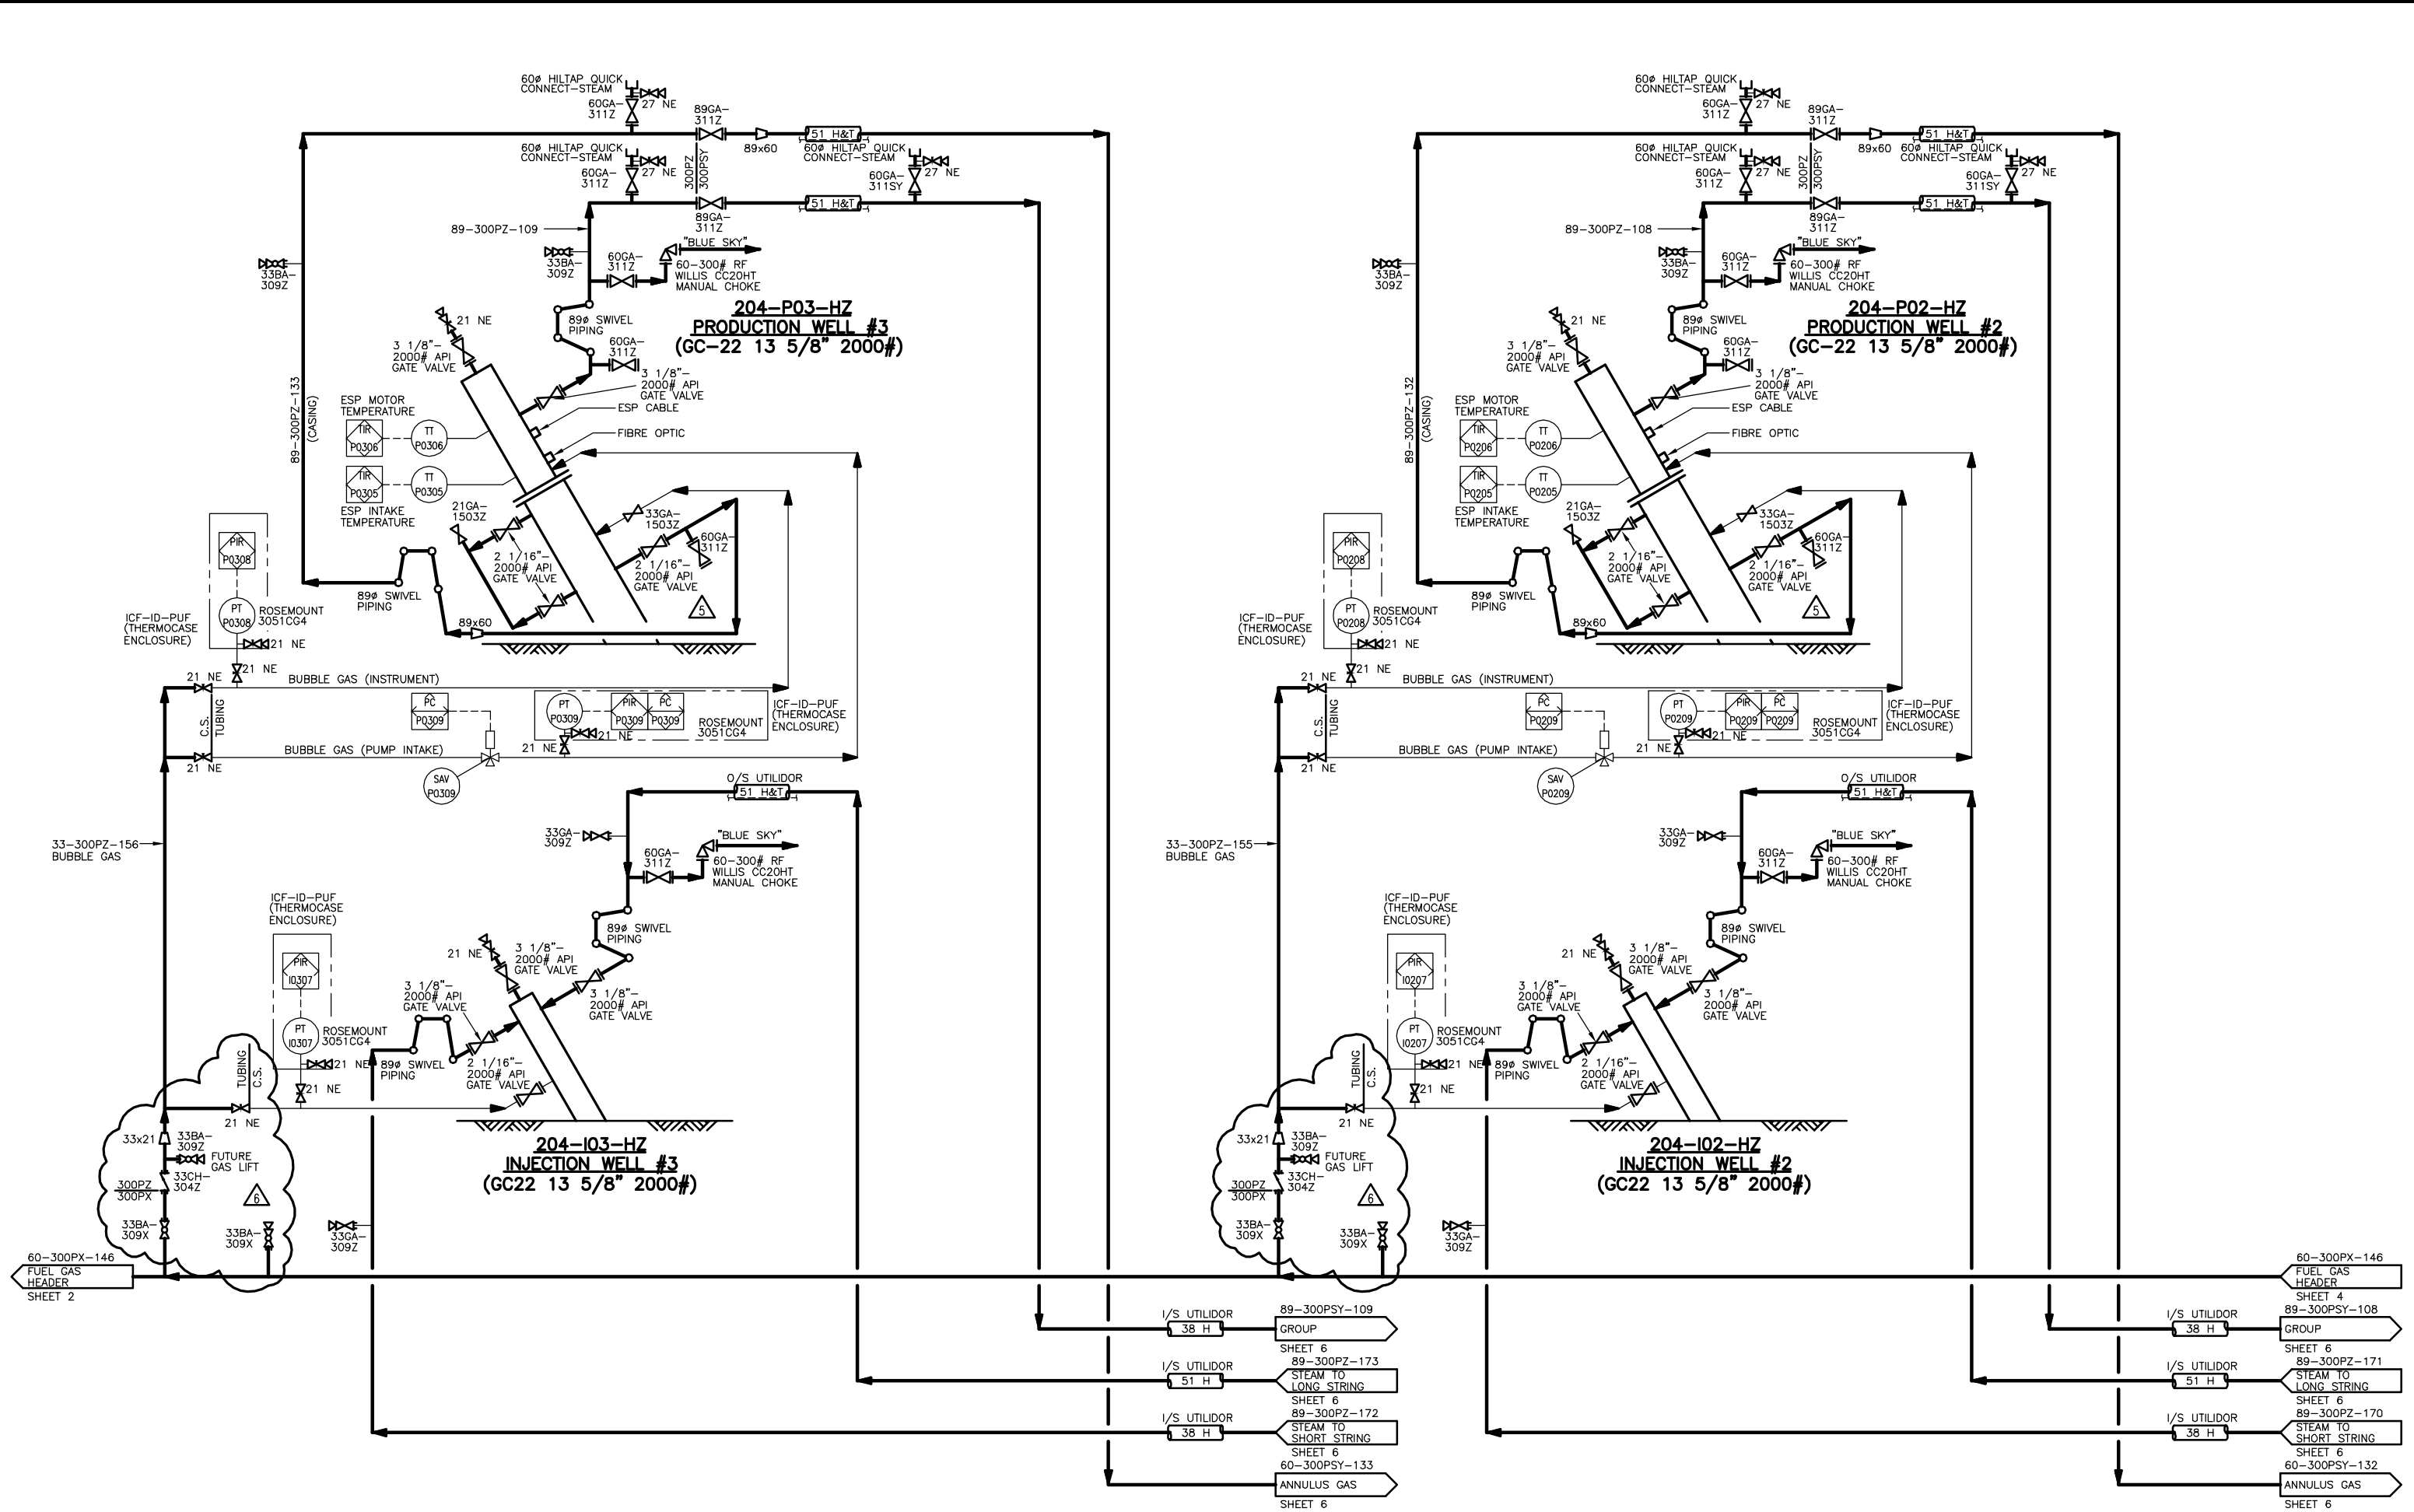 60ø HILTAP QUICK
CONNECT-STEAM
60GA-
311Z
27 NE
89GA-
311Z
89x60
51 H&T
60ø HILTAP QUICK
CONNECT-STEAM
60GA-
311Z
27 NE
300PZ
300PSY
60ø HILTAP QUICK
CONNECT-STEAM
60GA-
311SY
27 NE
89GA-
311Z
51 H&T
89-300PZ-109
33BA-
309Z
33BA-
309Z
60GA-
311Z
"BLUE SKY"
60-300# RF
WILLIS CC20HT
MANUAL CHOKE
204-P03-HZ
PRODUCTION WELL #3
(GC-22 13 5/8" 2000#)
21 NE
89ø SWIVEL
PIPING
3 1/8"-
2000# API
GATE VALVE
60GA-
311Z
3 1/8"-
2000# API
GATE VALVE
ESP CABLE
FIBRE OPTIC
89-300PZ-133
(CASING)
ESP MOTOR
TEMPERATURE
TIR
P0306
TT
P0306
TIR
P0305
TT
P0305
ESP INTAKE
TEMPERATURE
21GA-
1503Z
33GA-
1503Z
60GA-
311Z
2 1/16"-
2000# API
GATE VALVE
2 1/16"-
2000# API
GATE VALVE
5
89ø SWIVEL
PIPING
89x60
PIR
P0308
PT
P0308
ROSEMOUNT
3051CG4
ICF-ID-PUF
(THERMOCASE
ENCLOSURE)
21 NE
21 NE
21 NE
BUBBLE GAS (INSTRUMENT)
C.S.
TUBING
PC
P0309
PT
P0309
PIR
P0309
PC
P0309
ROSEMOUNT
3051CG4
ICF-ID-PUF
(THERMOCASE
ENCLOSURE)
21 NE
21 NE
BUBBLE GAS (PUMP INTAKE)
21 NE
SAV
P0309
O/S UTILIDOR
51 H&T
33-300PZ-156
BUBBLE GAS
33GA-
309Z
60GA-
311Z
"BLUE SKY"
60-300# RF
WILLIS CC20HT
MANUAL CHOKE
ICF-ID-PUF
(THERMOCASE
ENCLOSURE)
89ø SWIVEL
PIPING
21 NE
3 1/8"-
2000# API
GATE VALVE
PIR
I0307
3 1/8"-
2000# API
GATE VALVE
3 1/8"-
2000# API
GATE VALVE
PT
I0307
ROSEMOUNT
3051CG4
21 NE
89ø SWIVEL
PIPING
2 1/16"-
2000# API
GATE VALVE
TUBING
C.S.
21 NE
21 NE
33x21
33BA-
309Z
FUTURE
GAS LIFT
33CH-
304Z
300PZ
300PX
6
33BA-
309X
33BA-
309X
33GA-
309Z
204-I03-HZ
INJECTION WELL #3
(GC22 13 5/8" 2000#)
60-300PX-146
FUEL GAS
HEADER
SHEET 2
I/S UTILIDOR
38 H
89-300PSY-109
GROUP
SHEET 6
I/S UTILIDOR
51 H
89-300PZ-173
STEAM TO
LONG STRING
SHEET 6
I/S UTILIDOR
38 H
89-300PZ-172
STEAM TO
SHORT STRING
SHEET 6
60-300PSY-133
ANNULUS GAS
SHEET 6
60ø HILTAP QUICK
CONNECT-STEAM
60GA-
311Z
27 NE
89GA-
311Z
89x60
51 H&T
60ø HILTAP QUICK
CONNECT-STEAM
60GA-
311Z
27 NE
300PZ
300PSY
60ø HILTAP QUICK
CONNECT-STEAM
60GA-
311SY
27 NE
89GA-
311Z
51 H&T
89-300PZ-108
33BA-
309Z
33BA-
309Z
60GA-
311Z
"BLUE SKY"
60-300# RF
WILLIS CC20HT
MANUAL CHOKE
204-P02-HZ
PRODUCTION WELL #2
(GC-22 13 5/8" 2000#)
21 NE
89ø SWIVEL
PIPING
3 1/8"-
2000# API
GATE VALVE
60GA-
311Z
3 1/8"-
2000# API
GATE VALVE
ESP CABLE
FIBRE OPTIC
89-300PZ-132
(CASING)
ESP MOTOR
TEMPERATURE
TIR
P0206
TT
P0206
TIR
P0205
TT
P0205
ESP INTAKE
TEMPERATURE
21GA-
1503Z
33GA-
1503Z
60GA-
311Z
2 1/16"-
2000# API
GATE VALVE
2 1/16"-
2000# API
GATE VALVE
5
89ø SWIVEL
PIPING
89x60
PIR
P0208
PT
P0208
ROSEMOUNT
3051CG4
ICF-ID-PUF
(THERMOCASE
ENCLOSURE)
21 NE
21 NE
21 NE
BUBBLE GAS (INSTRUMENT)
C.S.
TUBING
PC
P0209
PT
P0209
PIR
P0209
PC
P0209
ROSEMOUNT
3051CG4
ICF-ID-PUF
(THERMOCASE
ENCLOSURE)
21 NE
21 NE
BUBBLE GAS (PUMP INTAKE)
21 NE
SAV
P0209
O/S UTILIDOR
51 H&T
33-300PZ-155
BUBBLE GAS
33GA-
309Z
60GA-
311Z
"BLUE SKY"
60-300# RF
WILLIS CC20HT
MANUAL CHOKE
ICF-ID-PUF
(THERMOCASE
ENCLOSURE)
89ø SWIVEL
PIPING
21 NE
3 1/8"-
2000# API
GATE VALVE
PIR
I0207
3 1/8"-
2000# API
GATE VALVE
3 1/8"-
2000# API
GATE VALVE
PT
I0207
ROSEMOUNT
3051CG4
21 NE
89ø SWIVEL
PIPING
2 1/16"-
2000# API
GATE VALVE
TUBING
C.S.
21 NE
21 NE
33x21
33BA-
309Z
FUTURE
GAS LIFT
33CH-
304Z
300PZ
300PX
6
33BA-
309X
33BA-
309X
33GA-
309Z
204-I02-HZ
INJECTION WELL #2
(GC22 13 5/8" 2000#)
60-300PX-146
FUEL GAS
HEADER
SHEET 4
I/S UTILIDOR
38 H
89-300PSY-108
GROUP
SHEET 6
I/S UTILIDOR
51 H
89-300PZ-171
STEAM TO
LONG STRING
SHEET 6
I/S UTILIDOR
38 H
89-300PZ-170
STEAM TO
SHORT STRING
SHEET 6
60-300PSY-132
ANNULUS GAS
SHEET 6